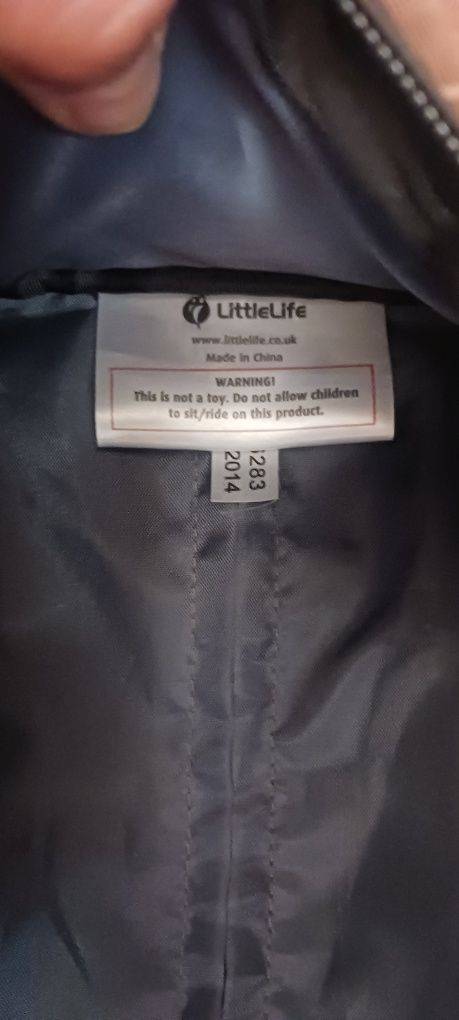 LittleLife
www.littlelife.co.uk
Made in China
WARNING!
This is not a toy. Do not allow children
to sit/ride on this product.
283
2014